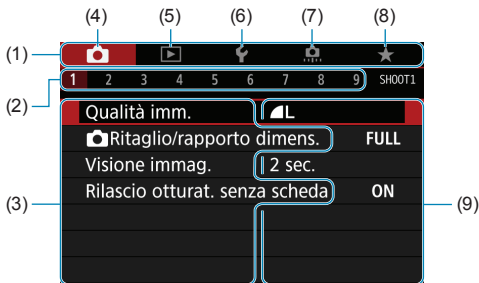 (4) (5) (6) (7) (8)
(1)
(2) 1 2 3 4 5 6 7 8 9 SHOOT1
Qualità imm. L
Ritaglio/rapporto dimens. FULL
Visione immag. 2 sec.
(3) Rilascio otturat. senza scheda ON (9)